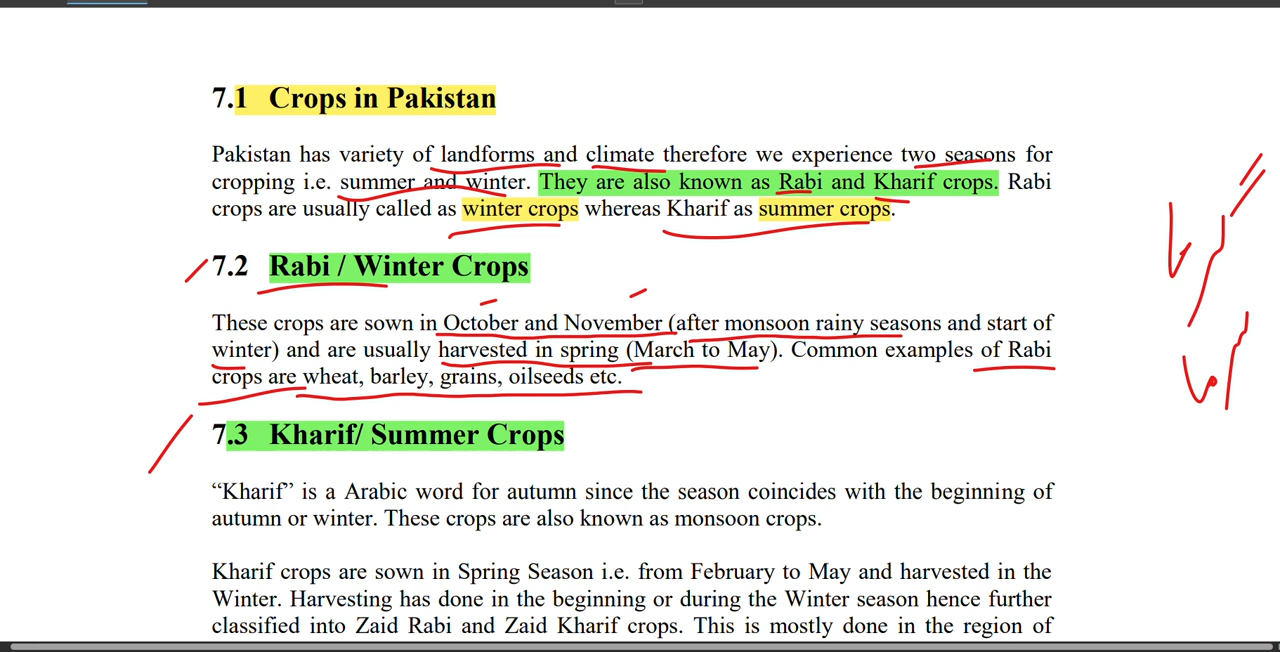 7.1 Crops in Pakistan
Pakistan has variety of landforms and climate therefore we experience two seasons for
cropping i.e. summer and winter. They are also known as Rabi and Kharif crops. Rabi
crops are usually called as winter crops whereas Kharif as summer crops.
7.2 Rabi / Winter Crops
These crops are sown in October and November (after monsoon rainy seasons and start of
winter) and are usually harvested in spring (March to May). Common examples of Rabi
crops are wheat, barley, grains, oilseeds etc.
7.3 Kharif/ Summer Crops
“Kharif” is a Arabic word for autumn since the season coincides with the beginning of
autumn or winter. These crops are also known as monsoon crops.
Kharif crops are sown in Spring Season i.e. from February to May and harvested in the
Winter. Harvesting has done in the beginning or during the Winter season hence further
classified into Zaid Rabi and Zaid Kharif crops. This is mostly done in the region of